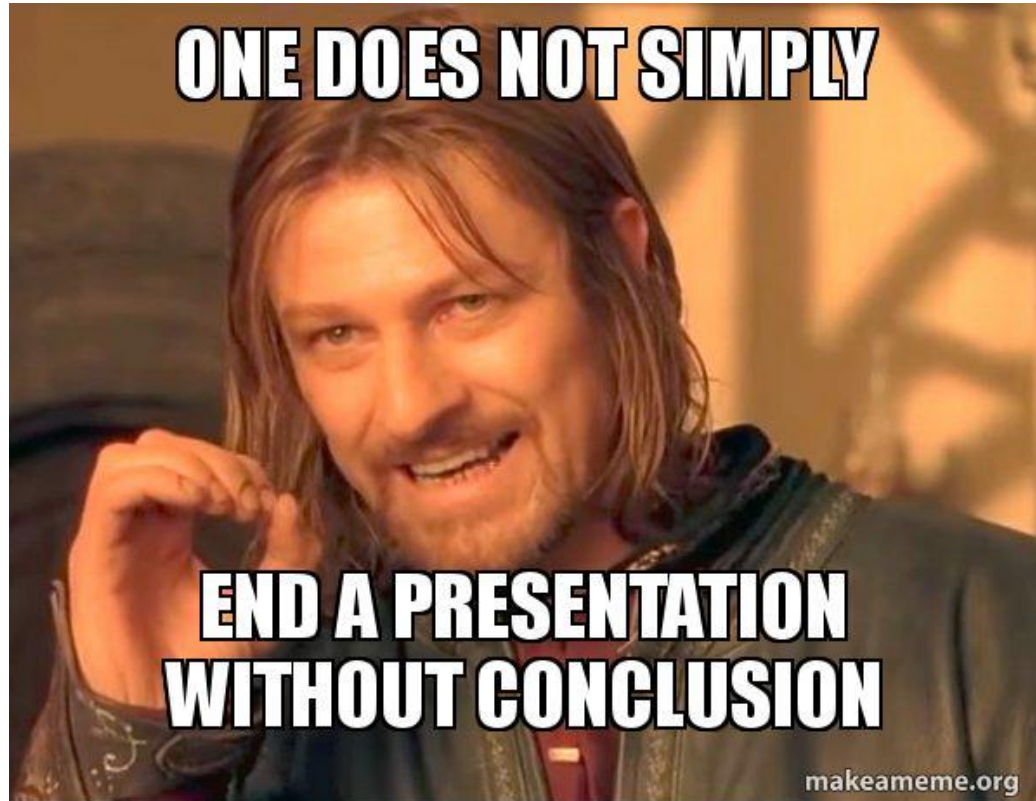 ONE DOES NOT SIMPLY
END A PRESENTATION
WITHOUT CONCLUSION
makeameme.org